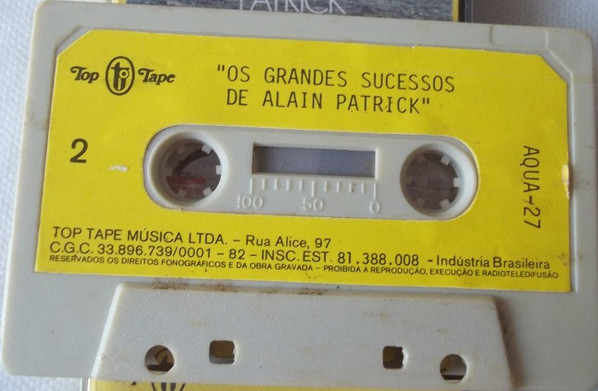 PATRICK
Top tt Tape
"OS GRANDES SUCESSOS
DE ALAIN PATRICK"
2
AQUA-27
100 50 0
TOP TAPE MÚSICA LTDA. - Rua Alice, 97
C.G.C. 33.896.739/0001 - 82 - INSC. EST. 81.388.008 - Indústria Brasileira
RESERVADOS OS DIREITOS FONOGRÁFICOS E DA OBRA GRAVADA - PROIBIDA A REPRODUÇÃO, EXECUÇÃO E RADIOTELEDIFUSÃO